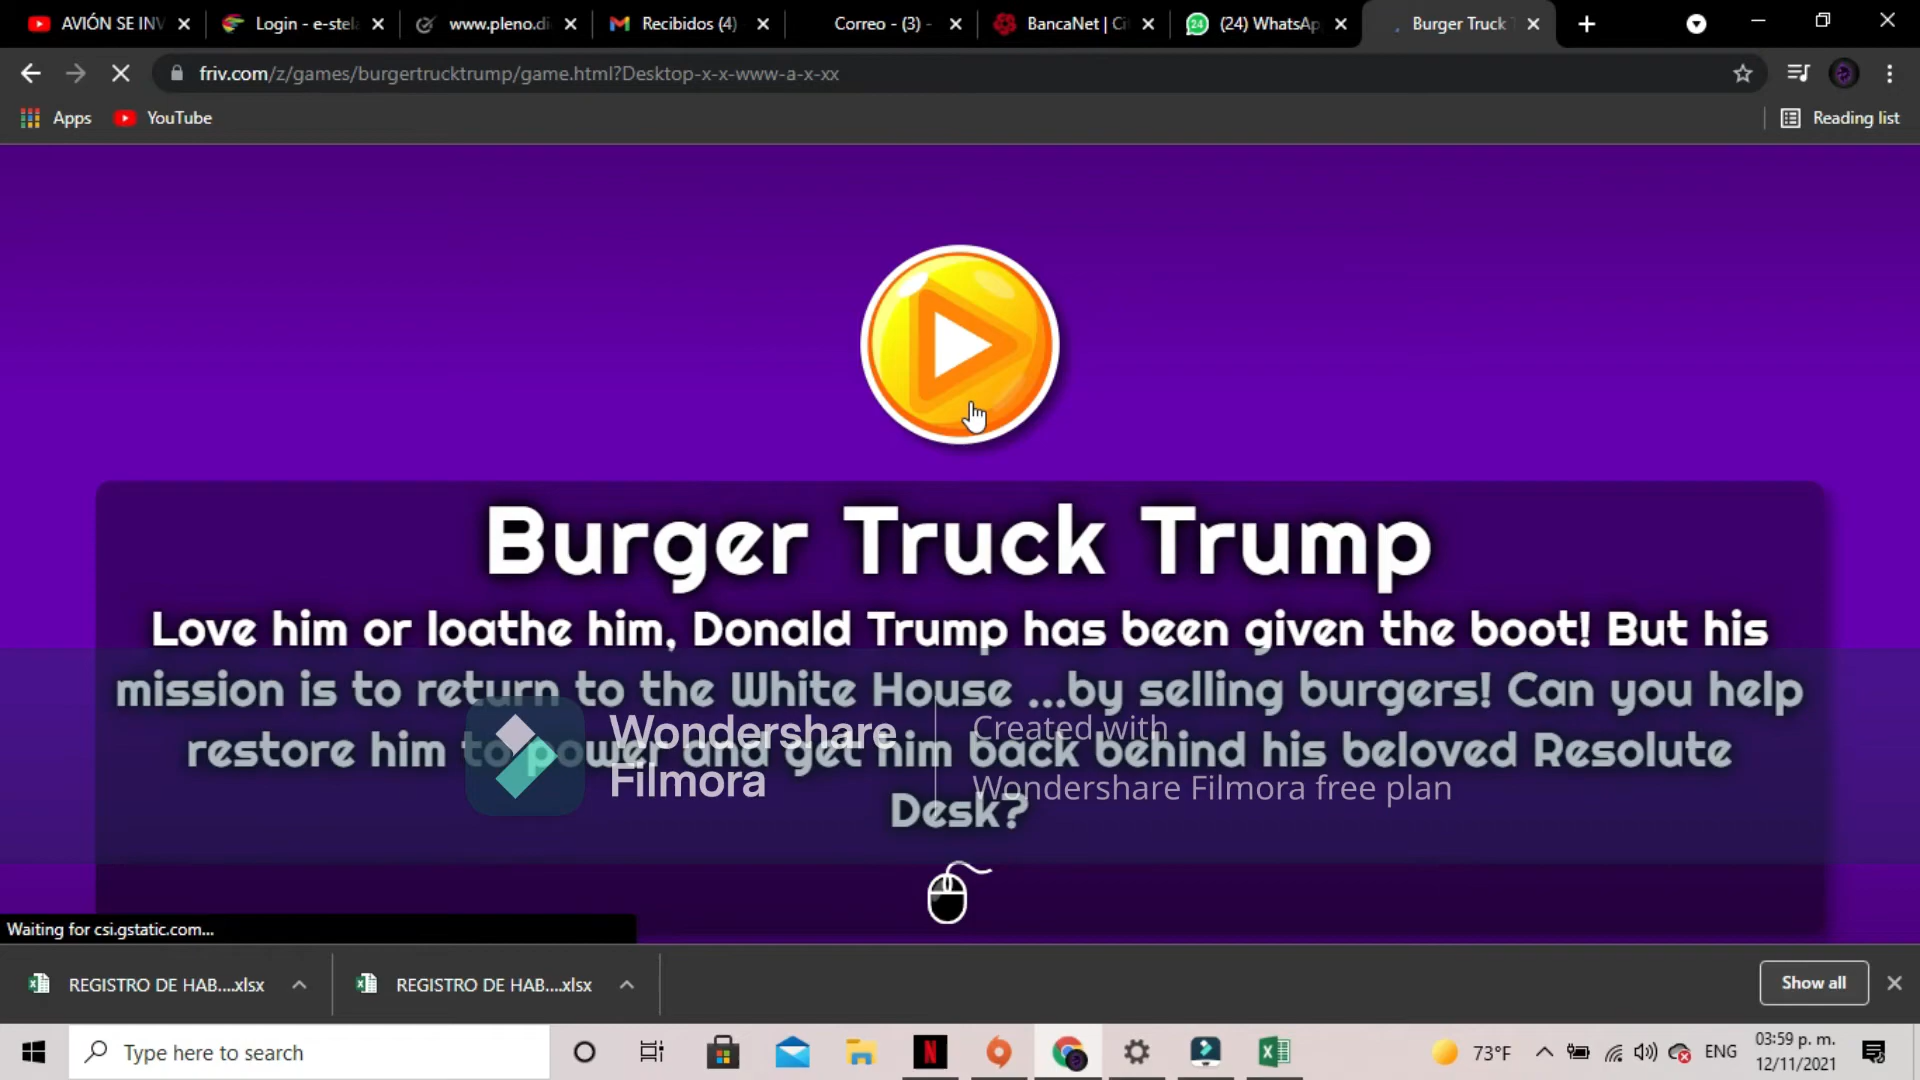 AVIÓN SE INV
Login - e-stela
www.pleno.di
Recibidos (4)
Correo - (3) -
BancaNet | Ci
24
(24) WhatsAp
Burger Truck T
friv.com/z/games/burgertrucktrump/game.html?Desktop-x-x-www-a-x-xx
Apps
YouTube
Reading list
Burger Truck Trump
Love him or loathe him, Donald Trump has been given the boot! But his
mission is to return to the White House ...by selling burgers! Can you help
restore him to power and get him back behind his beloved Resolute
Desk?
Wondershare
Filmora
Created with
Wondershare Filmora free plan
Waiting for csi.gstatic.com...
REGISTRO DE HAB....xlsx
REGISTRO DE HAB....xlsx
Show all
Type here to search
73°F
ENG
03:59 p. m.
12/11/2021